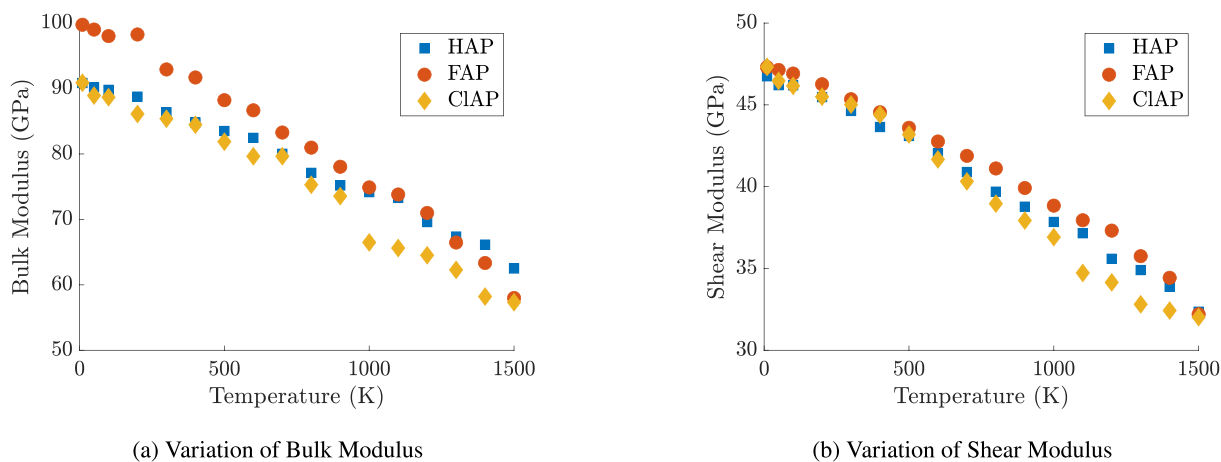 100
90
80
70
60
50
0
500
1000
1500
Bulk Modulus (GPa)
Temperature (K)
HAP
FAP
ClAP
(a) Variation of Bulk Modulus
50
45
40
35
30
0
500
1000
1500
Shear Modulus (GPa)
Temperature (K)
HAP
FAP
ClAP
(b) Variation of Shear Modulus